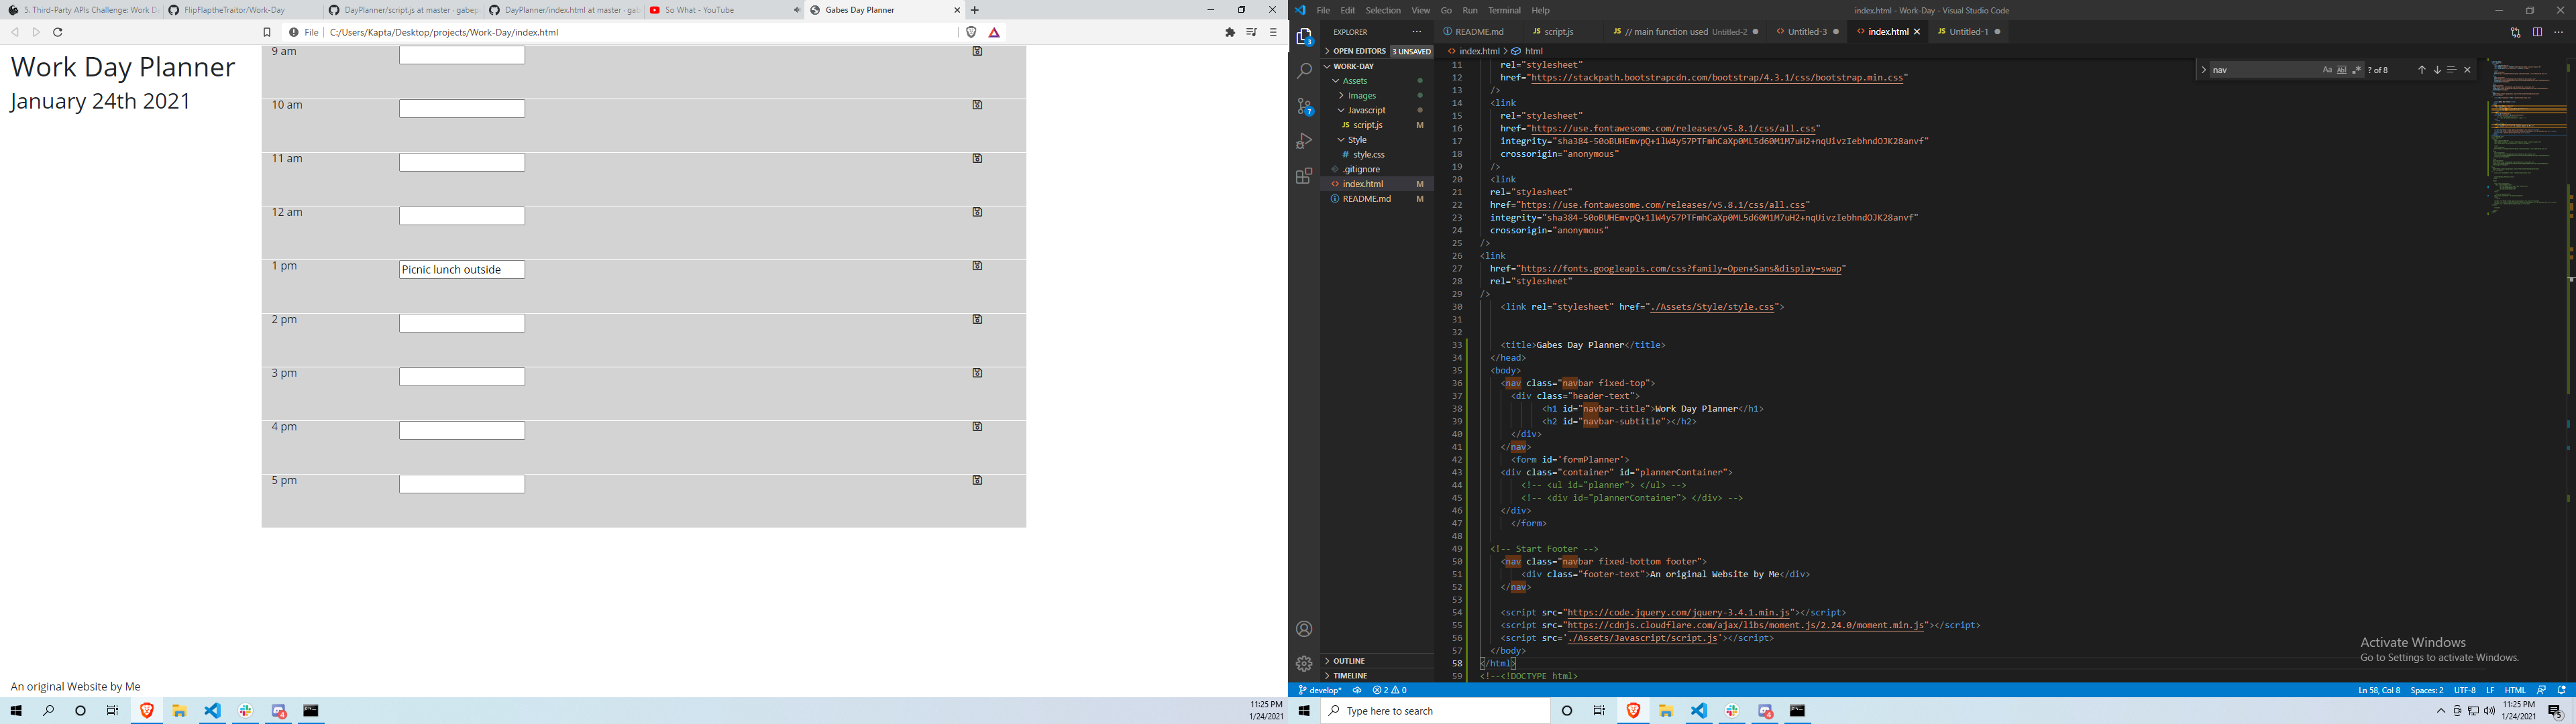 5. Third-Party APIs Challenge: Work D
FlipFlaptheTraitor/Work-Day
DayPlanner/script.js at master · gabep
DayPlanner/index.html at master · gab
So What - YouTube
Gabes Day Planner
File
C:/Users/Kapta/Desktop/projects/Work-Day/index.html
Work Day Planner
January 24th 2021
9 am
10 am
11 am
12 am
1 pm
Picnic lunch outside
2 pm
3 pm
4 pm
5 pm
An original Website by Me
4
11:25 PM
1/24/2021
File Edit Selection View Go Run Terminal Help
index.html - Work-Day - Visual Studio Code
EXPLORER
OPEN EDITORS 3 UNSAVED
WORK-DAY
Assets
Images
Javascript
JS script.js M
Style
# style.css
.gitignore
index.html M
README.md M
OUTLINE
TIMELINE
README.md
JS script.js
JS // main function used Untitled-2
Untitled-3
index.html
JS Untitled-1
index.html > html
nav
Aa Ab| .*
? of 8
11 rel="stylesheet"
12 href="https://stackpath.bootstrapcdn.com/bootstrap/4.3.1/css/bootstrap.min.css"
13 />
14 <link
15 rel="stylesheet"
16 href="https://use.fontawesome.com/releases/v5.8.1/css/all.css"
17 integrity="sha384-50oBUHEmvpQ+1lW4y57PTFmhCaXp0ML5d60M1M7uH2+nqUivzIebhndOJK28anvf"
18 crossorigin="anonymous"
19 />
20 <link
21 rel="stylesheet"
22 href="https://use.fontawesome.com/releases/v5.8.1/css/all.css"
23 integrity="sha384-50oBUHEmvpQ+1lW4y57PTFmhCaXp0ML5d60M1M7uH2+nqUivzIebhndOJK28anvf"
24 crossorigin="anonymous"
25 />
26 <link
27 href="https://fonts.googleapis.com/css?family=Open+Sans&display=swap"
28 rel="stylesheet"
29 />
30 <link rel="stylesheet" href="./Assets/Style/style.css">
31
32
33 <title>Gabes Day Planner</title>
34 </head>
35 <body>
36 <nav class="navbar fixed-top">
37 <div class="header-text">
38 <h1 id="navbar-title">Work Day Planner</h1>
39 <h2 id="navbar-subtitle"></h2>
40 </div>
41 </nav>
42 <form id='formPlanner'>
43 <div class="container" id="plannerContainer">
44 <!-- <ul id="planner"> </ul> -->
45 <!-- <div id="plannerContainer"> </div> -->
46 </div>
47 </form>
48
49 <!-- Start Footer -->
50 <nav class="navbar fixed-bottom footer">
51 <div class="footer-text">An original Website by Me</div>
52 </nav>
53
54 <script src="https://code.jquery.com/jquery-3.4.1.min.js"></script>
55 <script src="https://cdnjs.cloudflare.com/ajax/libs/moment.js/2.24.0/moment.min.js"></script>
56 <script src='./Assets/Javascript/script.js'></script>
57 </body>
58 </html>
59 <!--<!DOCTYPE html>
Activate Windows
Go to Settings to activate Windows.
develop* 2 0
Ln 58, Col 8 Spaces: 2 UTF-8 LF HTML
Type here to search
4
11:25 PM
1/24/2021